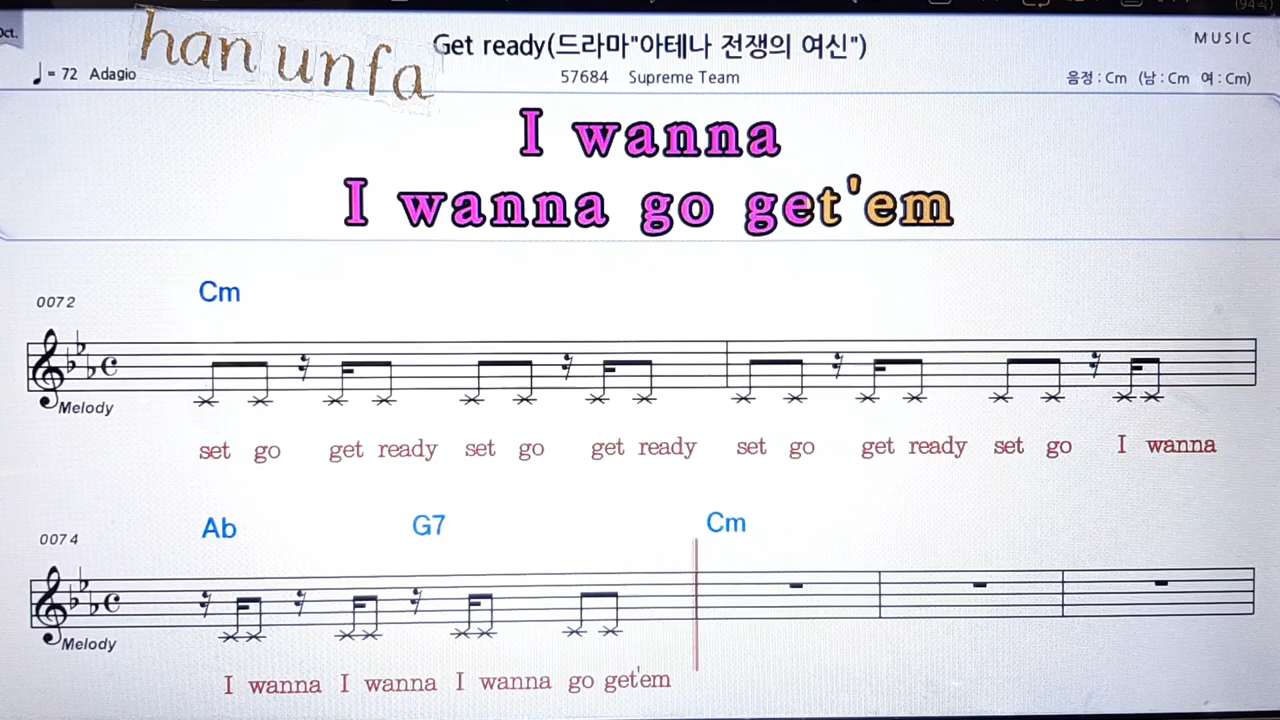 Oct.
(94곡)
han unfa
Get ready(드라마"아테나 전쟁의 여신")
MUSIC
♩= 72 Adagio
57684 Supreme Team
음정 : Cm (남 : Cm 여 : Cm)
I wanna
I wanna go get'em
Cm
0072
Melody
set go get ready set go get ready set go get ready set go I wanna
Ab G7 Cm
0074
Melody
I wanna I wanna I wanna go get'em